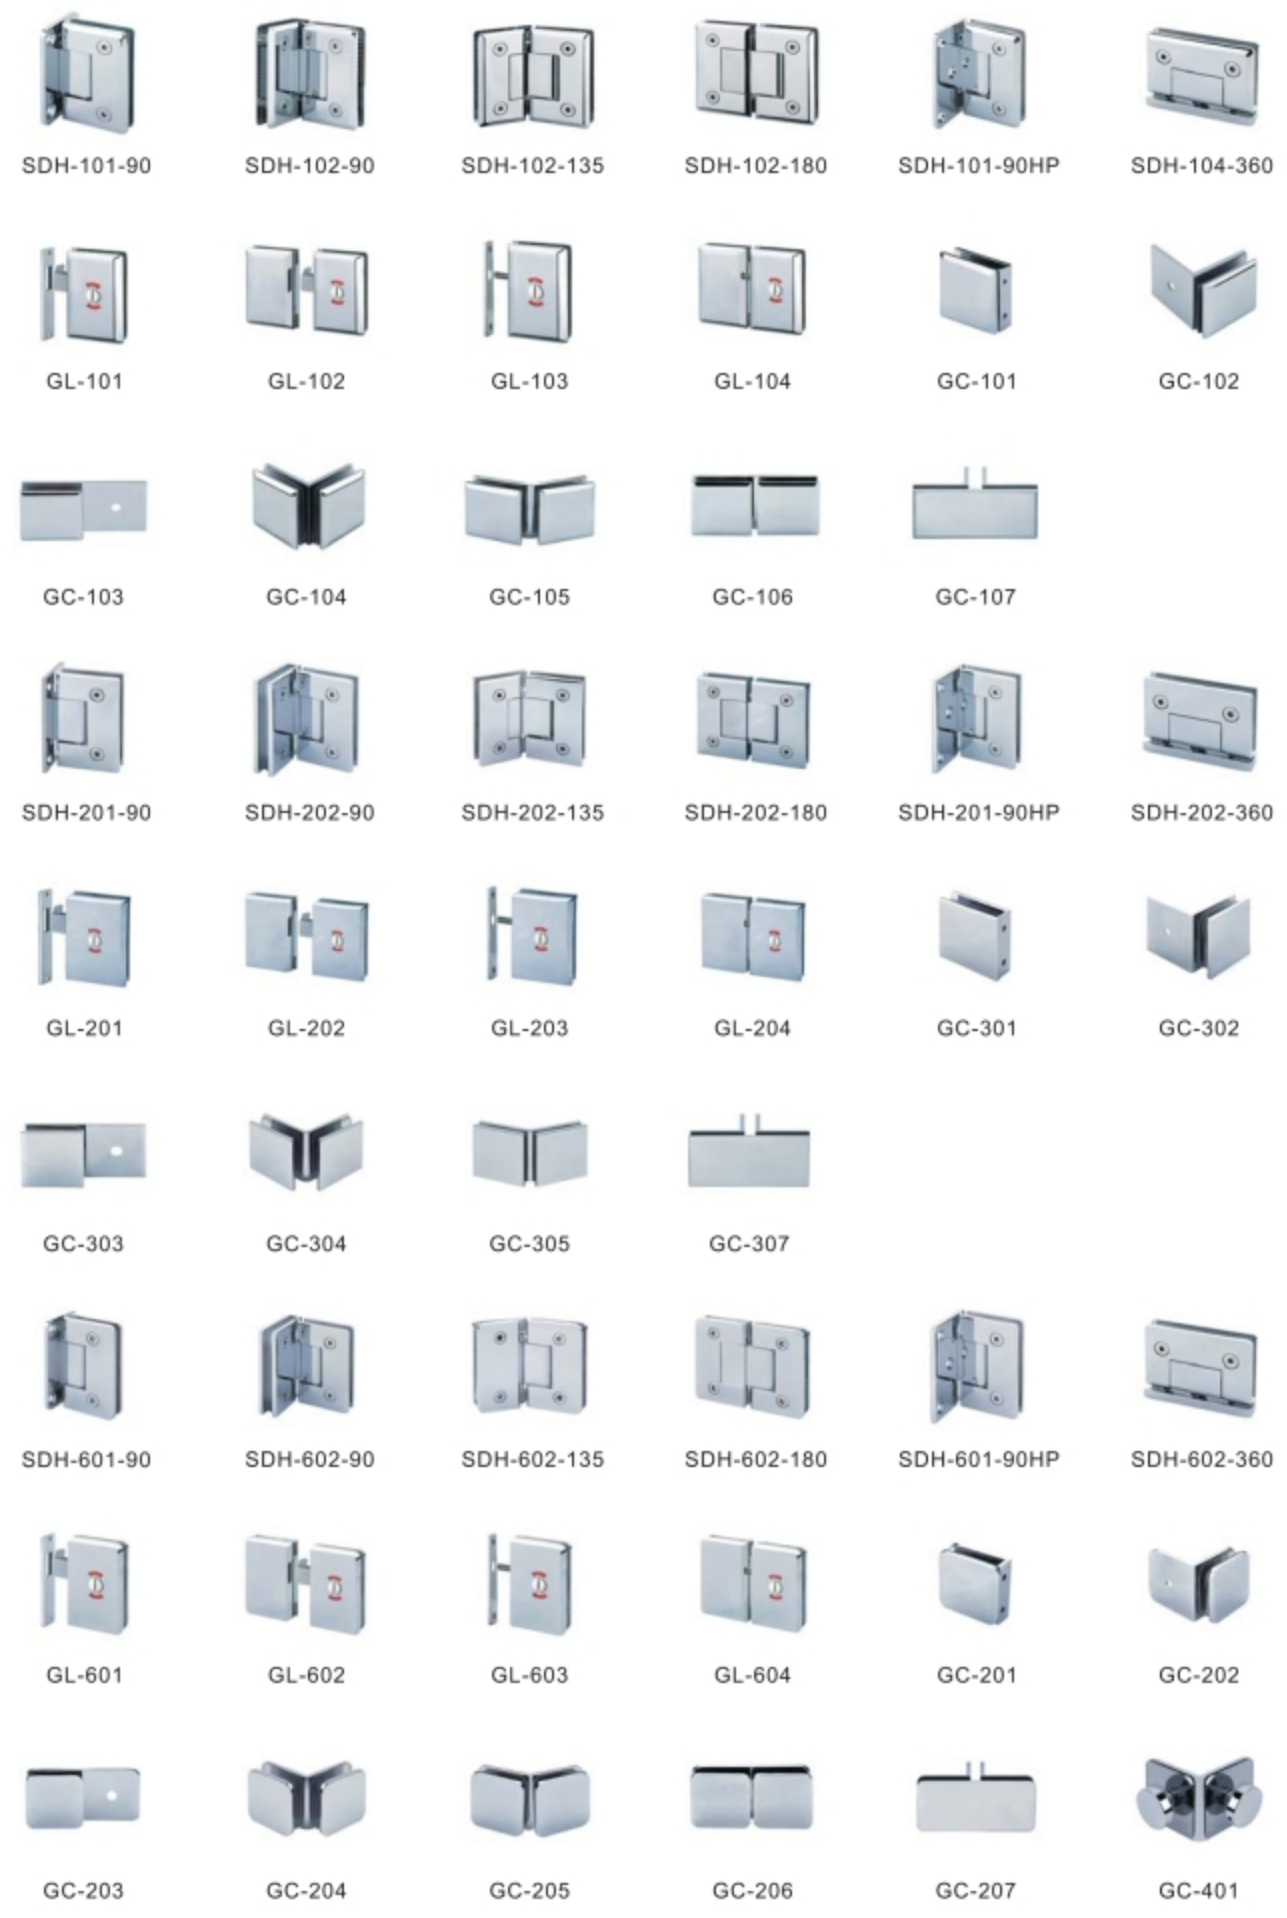 SDH-101-90 SDH-102-90 SDH-102-135 SDH-102-180 SDH-101-90HP SDH-104-360
GL-101 GL-102 GL-103 GL-104 GC-101 GC-102
GC-103 GC-104 GC-105 GC-106 GC-107
SDH-201-90 SDH-202-90 SDH-202-135 SDH-202-180 SDH-201-90HP SDH-202-360
GL-201 GL-202 GL-203 GL-204 GC-301 GC-302
GC-303 GC-304 GC-305 GC-307
SDH-601-90 SDH-602-90 SDH-602-135 SDH-602-180 SDH-601-90HP SDH-602-360
GL-601 GL-602 GL-603 GL-604 GC-201 GC-202
GC-203 GC-204 GC-205 GC-206 GC-207 GC-401